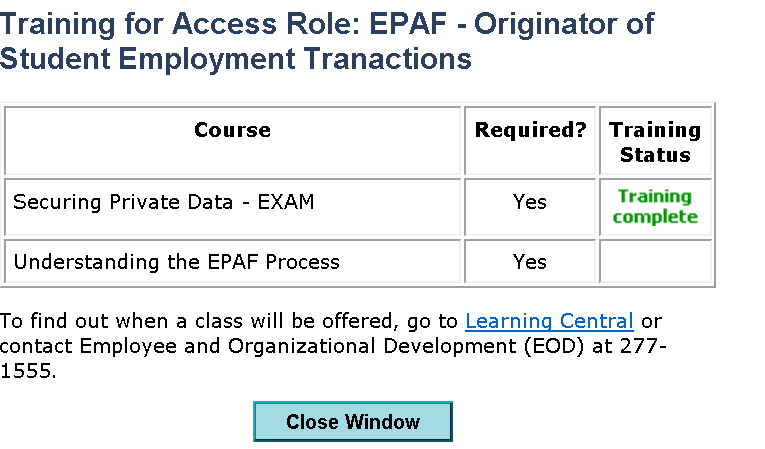 Training for Access Role: EPAF - Originator of
Student Employment Tranactions
Course Required? Training
Status
Securing Private Data - EXAM Yes Training
complete
Understanding the EPAF Process Yes
To find out when a class will be offered, go to Learning Central or
contact Employee and Organizational Development (EOD) at 277-
1555.
Close Window